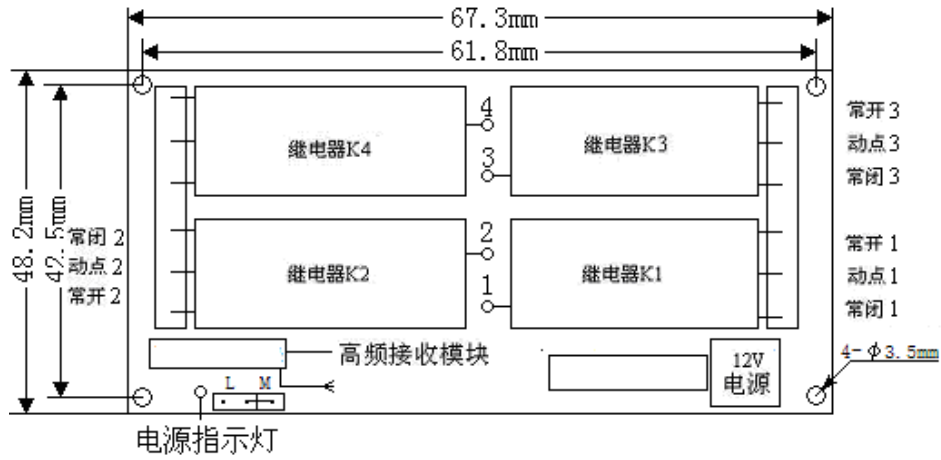 67.3mm
61.8mm
48.2mm
42.5mm
继电器K4
4
3
继电器K3
常开3
动点3
常闭3
常闭2
动点2
常开2
继电器K2
2
1
继电器K1
常开1
动点1
常闭1
高频接收模块
L M
12V
电源
4-ϕ3.5mm
电源指示灯